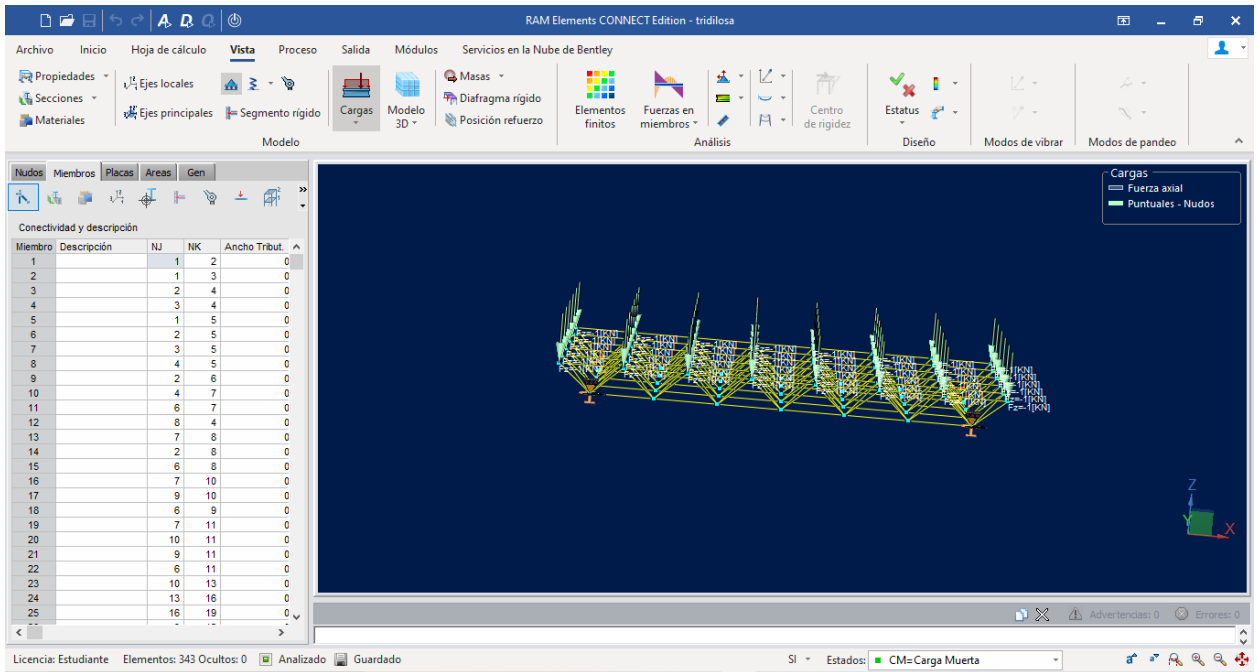 RAM Elements CONNECT Edition - tridilosa
Archivo Inicio Hoja de cálculo Vista Proceso Salida Módulos Servicios en la Nube de Bentley
Propiedades
Secciones
Materiales
Ejes locales
Ejes principales
Segmento rígido
Cargas
Modelo
3D
Masas
Diafragma rígido
Posición refuerzo
Elementos
finitos
Fuerzas en
miembros
Centro
de rigidez
Estatus
Modelo Análisis Diseño Modos de vibrar Modos de pandeo
Nudos Miembros Placas Areas Gen
Conectividad y descripción
Miembro Descripción NJ NK Ancho Tribut.
1 1 2 0
2 1 3 0
3 2 4 0
4 3 4 0
5 1 5 0
6 2 5 0
7 3 5 0
8 4 5 0
9 2 6 0
10 4 7 0
11 6 7 0
12 8 4 0
13 7 8 0
14 2 8 0
15 6 8 0
16 7 10 0
17 9 10 0
18 6 9 0
19 7 11 0
20 10 11 0
21 9 11 0
22 6 11 0
23 10 13 0
24 13 16 0
25 16 19 0
Cargas
Fuerza axial
Puntuales - Nudos
Fz=-1[KN]
Z
Y
X
Advertencias: 0 Errores: 0
Licencia: Estudiante Elementos: 343 Ocultos: 0 Analizado Guardado SI Estados: CM=Carga Muerta